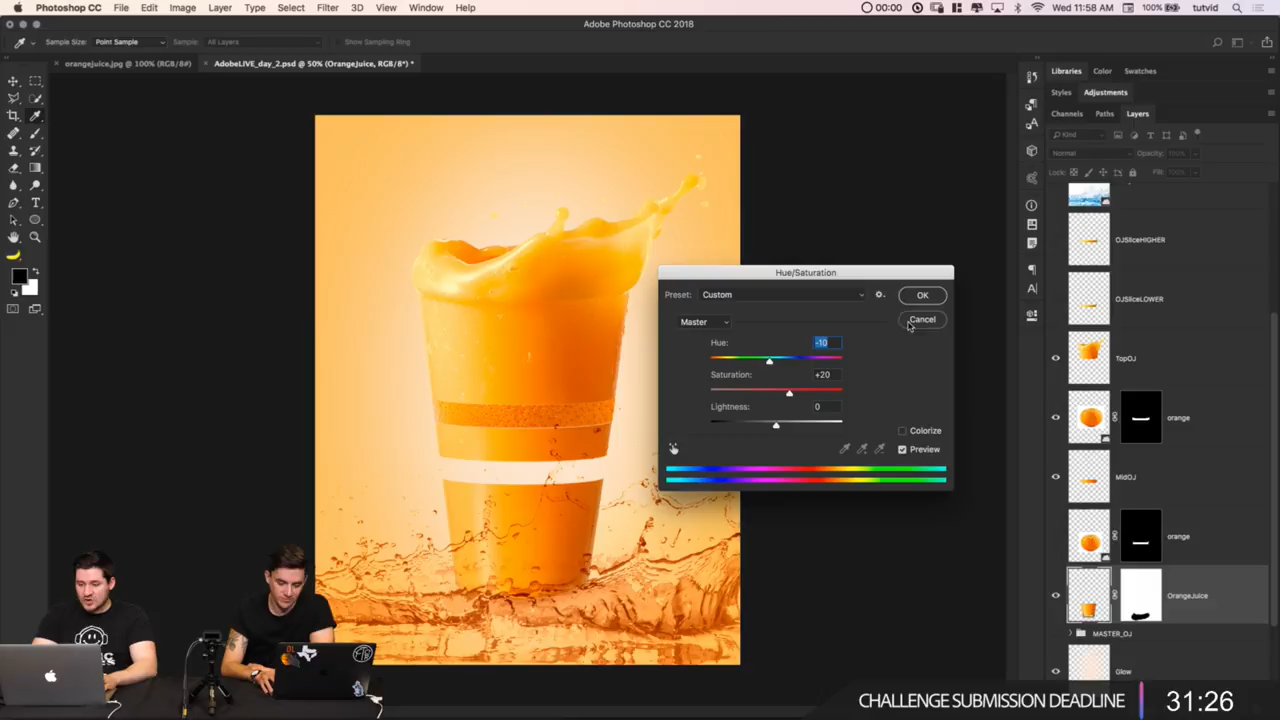 Photoshop CC File Edit Image Layer Type Select Filter 3D View Window Help 00:00 100% Wed 11:58 AM tutvid
Adobe Photoshop CC 2018
Sample Size: Point Sample Sample: All Layers Show Sampling Ring
× orangejuice.jpg @ 100% (RGB/8#) × AdobeLIVE_day_2.psd @ 50% (OrangeJuice, RGB/8*) *
Libraries Color Swatches
Styles Adjustments
Channels Paths Layers
Kind
Normal Opacity: 100%
Lock: Fill: 100%
OJSliceHIGHER
OJSliceLOWER
TopOJ
orange
MidOJ
orange
OrangeJuice
MASTER_OJ
Glow
Hue/Saturation
Preset: Custom OK
Master Cancel
Hue: -10
Saturation: +20
Lightness: 0
Colorize
Preview
CHALLENGE SUBMISSION DEADLINE 31:26